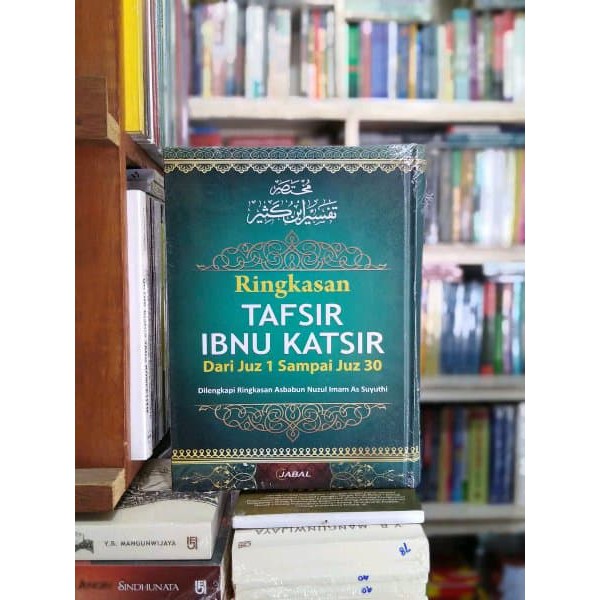 مختصر
تفسير ابن كثير
Ringkasan
TAFSIR
IBNU KATSIR
Dari Juz 1 Sampai Juz 30
Dilengkapi Ringkasan Asbabun Nuzul Imam As Suyuthi
JABAL
Y.B. MANGUNWIJAYA
Y.B. MANGUNWIJAYA
SINDHUNATA